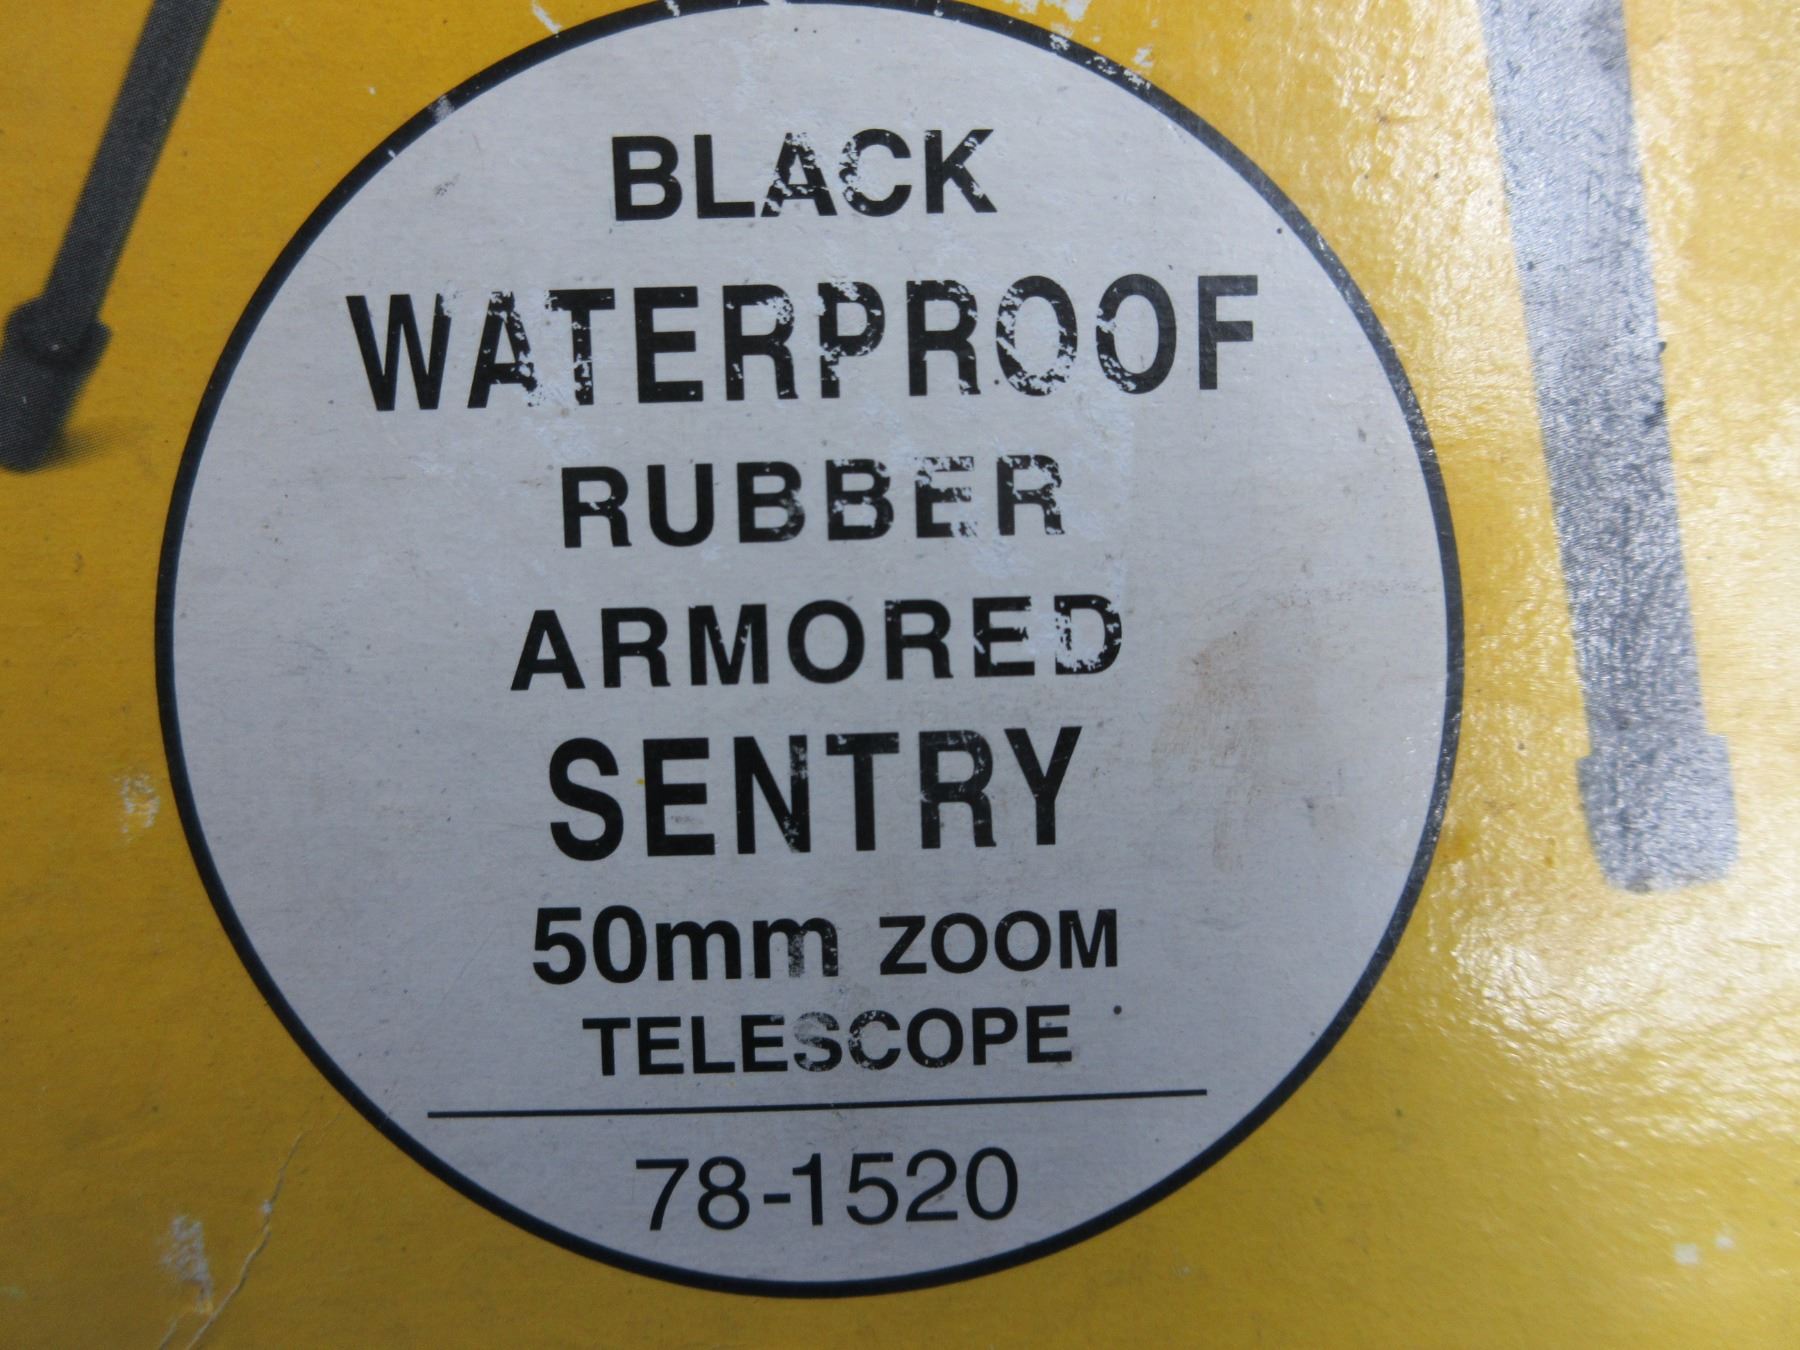 BLACK
WATERPROOF
RUBBER
ARMORED
SENTRY
50mm ZOOM
TELESCOPE
78-1520